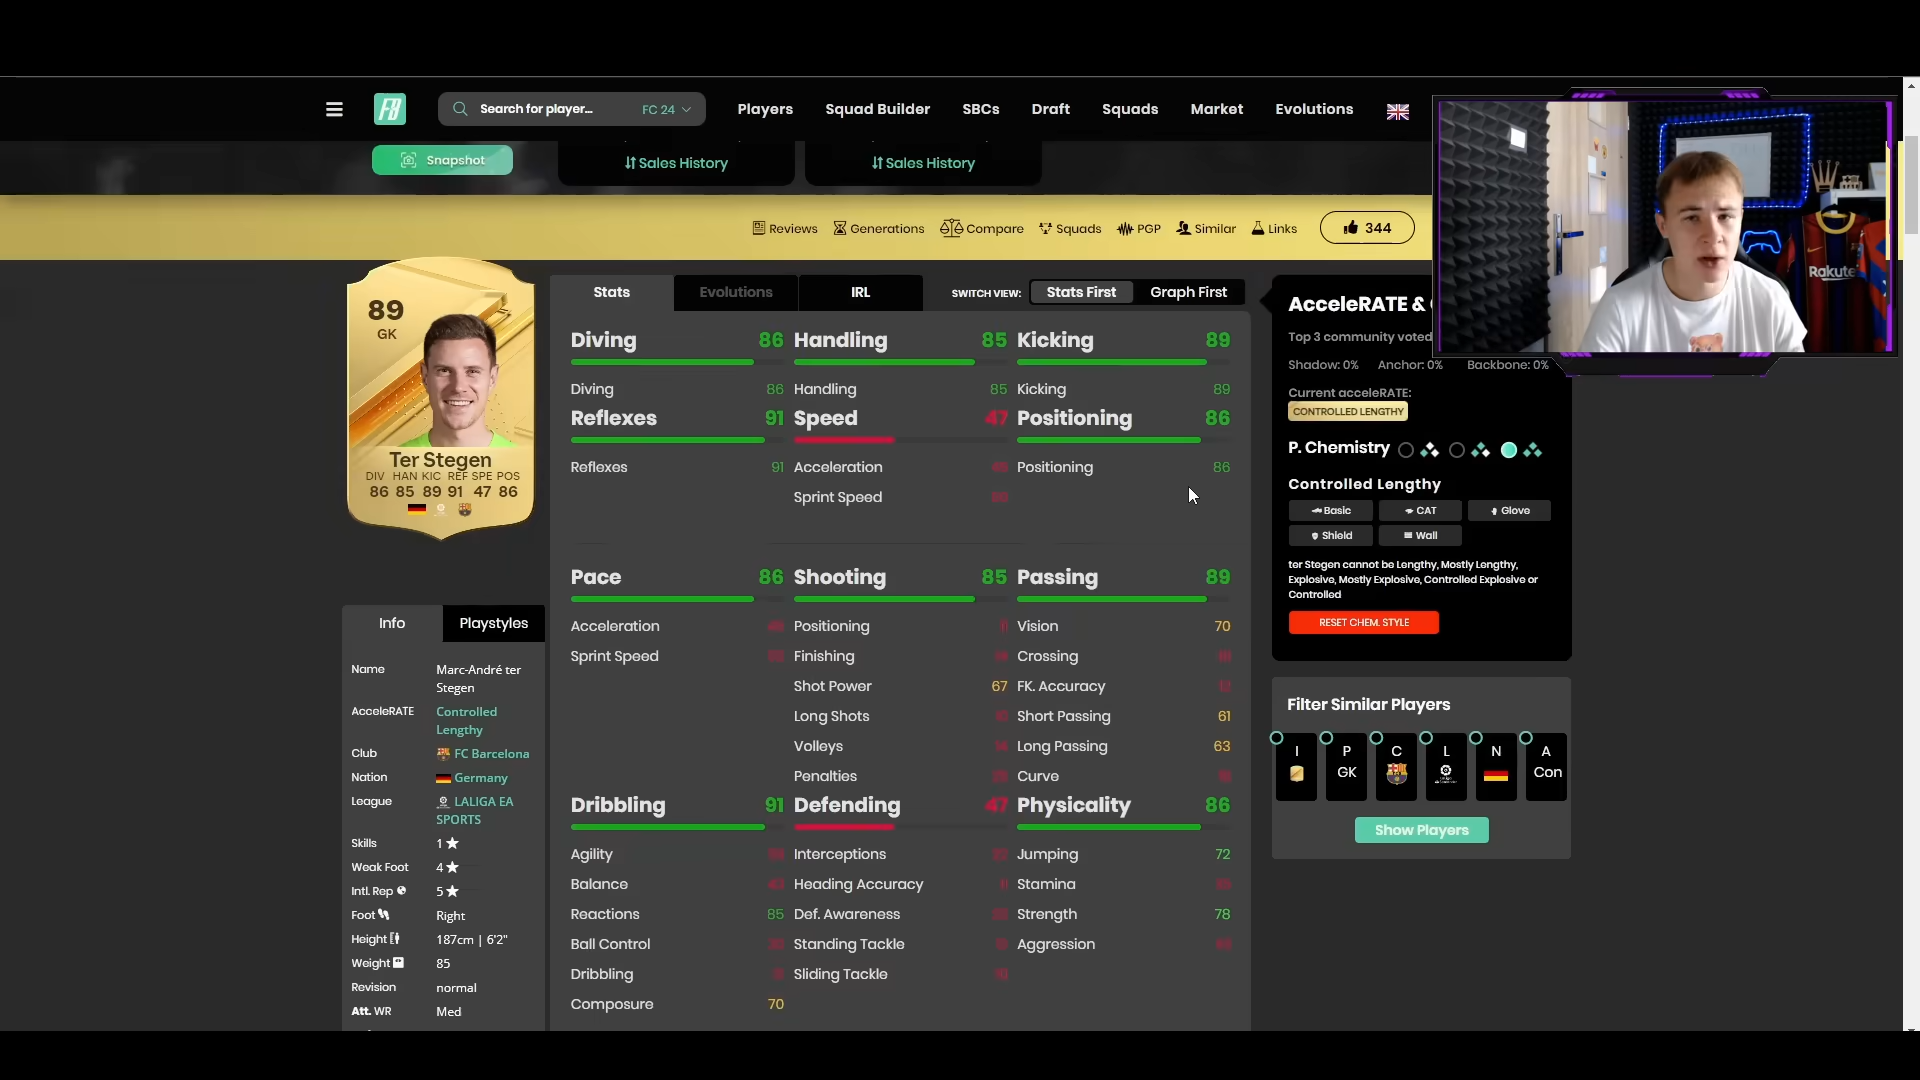 FB Search for player... FC 24 Players Squad Builder SBCs Draft Squads Market Evolutions
Snapshot Sales History Sales History
Reviews Generations Compare Squads PGP Similar Links 344
89
GK
Ter Stegen
DIV HAN KIC REF SPE POS
86 85 89 91 47 86
Stats Evolutions IRL SWITCH VIEW: Stats First Graph First
Diving 86 Handling 85 Kicking 89
Diving 86 Handling 85 Kicking 89
Reflexes 91 Speed 47 Positioning 86
Reflexes 91 Acceleration Positioning 86
Sprint Speed
Pace 86 Shooting 85 Passing 89
Acceleration Positioning Vision 70
Sprint Speed Finishing Crossing
Shot Power 67 FK. Accuracy
Long Shots Short Passing 61
Volleys Long Passing 63
Penalties Curve
Dribbling 91 Defending 47 Physicality 86
Agility Interceptions Jumping 72
Balance Heading Accuracy Stamina
Reactions 85 Def. Awareness Strength 78
Ball Control Standing Tackle Aggression
Dribbling Sliding Tackle
Composure 70
Info Playstyles
Name Marc-André ter
Stegen
AcceleRATE Controlled
Lengthy
Club FC Barcelona
Nation Germany
League LALIGA EA
SPORTS
Skills 1
Weak Foot 4
Intl. Rep 5
Foot Right
Height 187cm | 6'2"
Weight 85
Revision normal
Att. WR Med
AcceleRATE &
Top 3 community voted
Shadow: 0% Anchor: 0% Backbone: 0%
Current acceleRATE:
CONTROLLED LENGTHY
P. Chemistry
Controlled Lengthy
Basic CAT Glove
Shield Wall
ter Stegen cannot be Lengthy, Mostly Lengthy,
Explosive, Mostly Explosive, Controlled Explosive or
Controlled
RESET CHEM. STYLE
Filter Similar Players
I P C L N A
GK Con
Show Players
Rakute